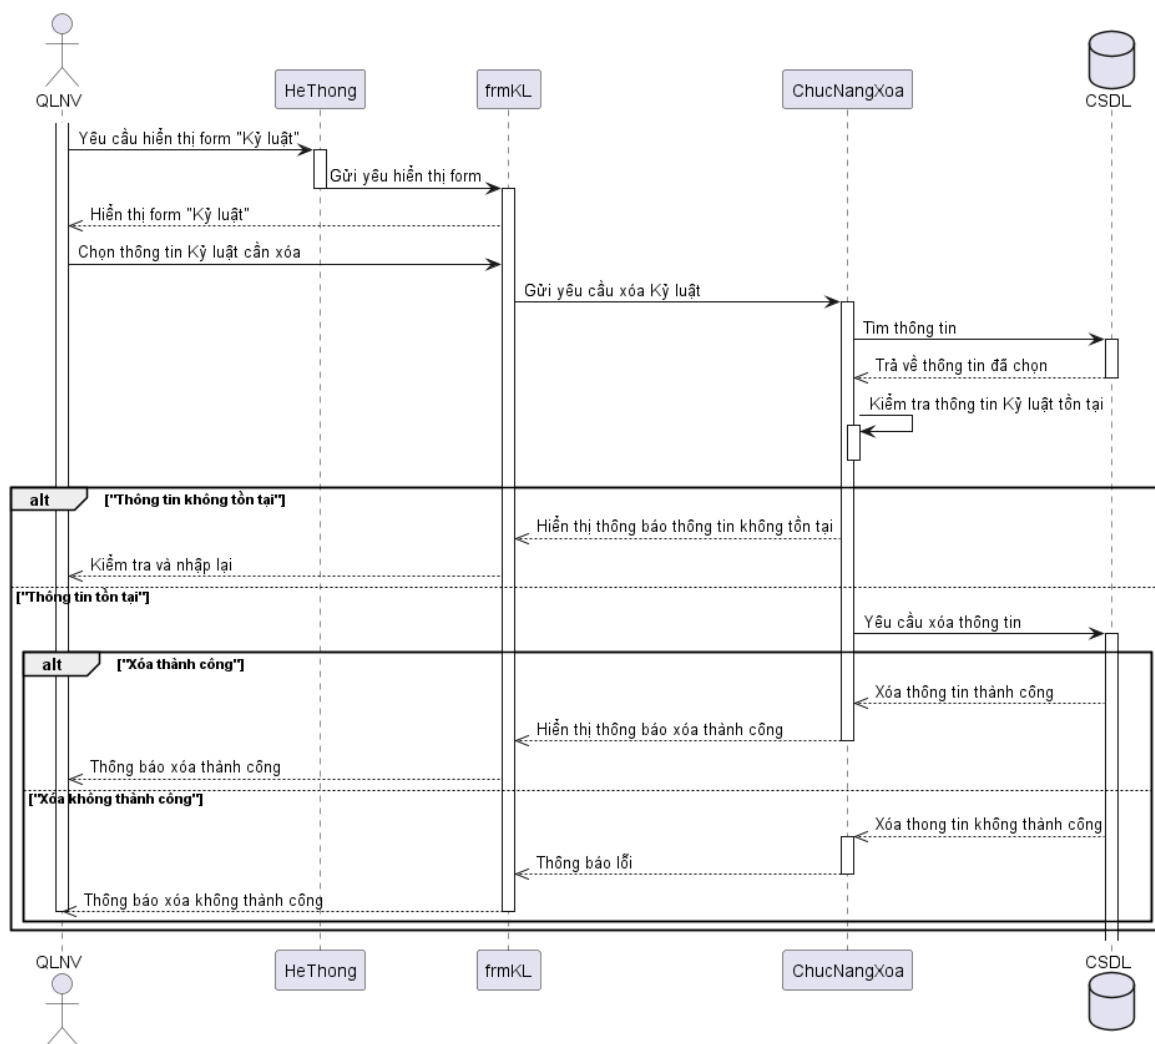 QLNV
HeThong
frmKL
ChucNangXoa
CSDL
Yêu cầu hiển thị form "Kỷ luật"
Gửi yêu hiển thị form
Hiển thị form "Kỷ luật"
Chọn thông tin Kỷ luật cần xóa
Gửi yêu cầu xóa Kỷ luật
Tìm thông tin
Trả về thông tin đã chọn
Kiểm tra thông tin Kỷ luật tồn tại
alt
["Thông tin không tồn tại"]
Hiển thị thông báo thông tin không tồn tại
Kiểm tra và nhập lại
["Thông tin tồn tại"]
Yêu cầu xóa thông tin
alt
["Xóa thành công"]
Xóa thông tin thành công
Hiển thị thông báo xóa thành công
Thông báo xóa thành công
["Xóa không thành công"]
Xóa thong tin không thành công
Thông báo lỗi
Thông báo xóa không thành công
QLNV
HeThong
frmKL
ChucNangXoa
CSDL